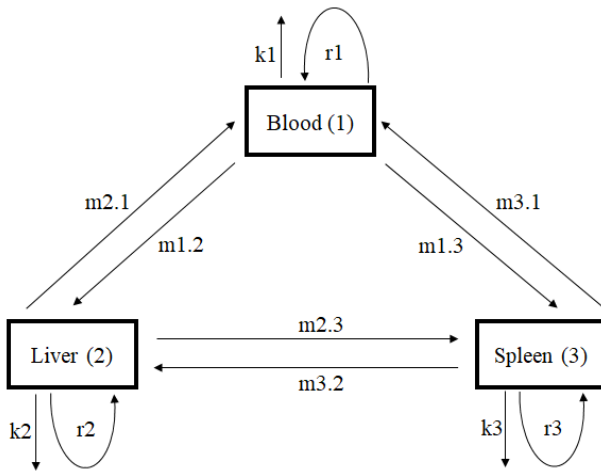 k1
r1
Blood (1)
m2.1
m3.1
m1.2
m1.3
m2.3
Liver (2)
Spleen (3)
m3.2
k2
r2
k3
r3